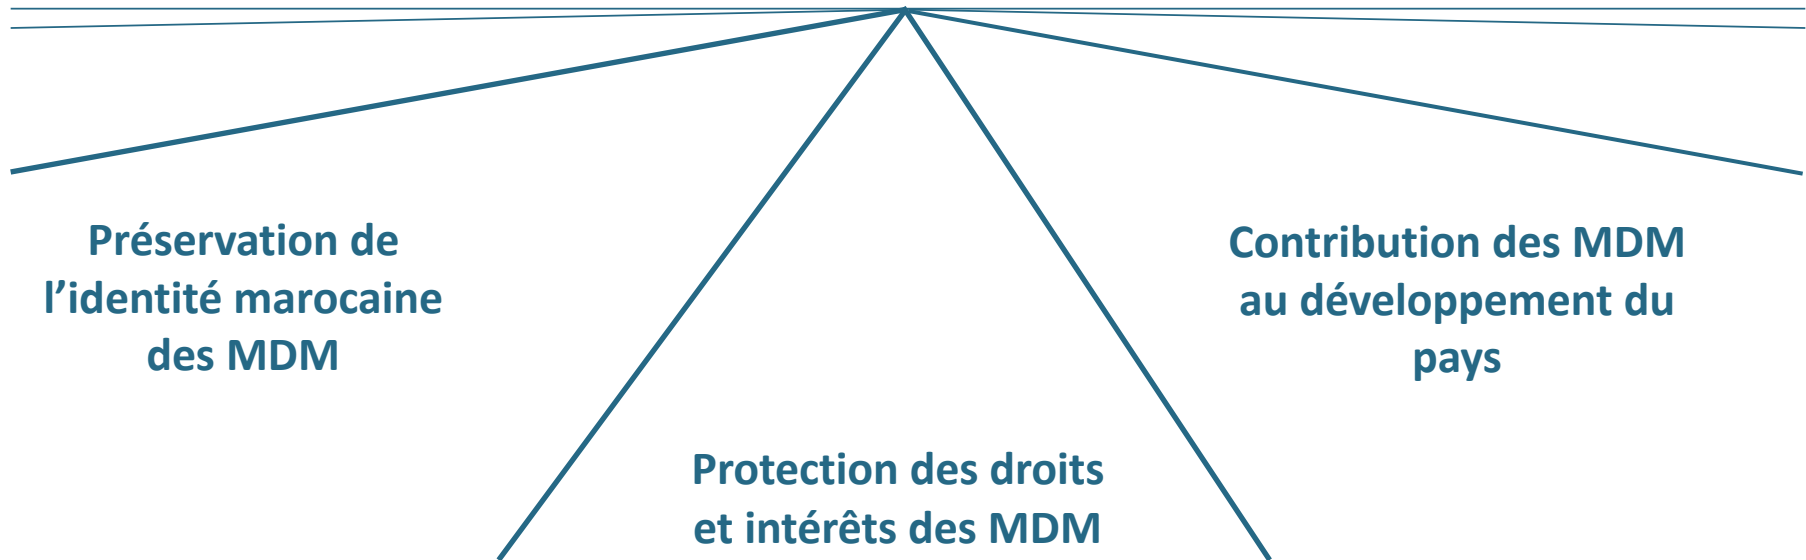 Préservation de
l’identité marocaine
des MDM
Protection des droits
et intérêts des MDM
Contribution des MDM
au développement du
pays